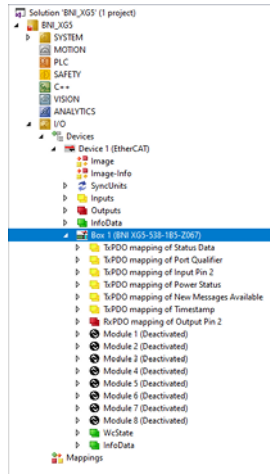 Solution 'BNI_XG5' (1 project)
BNI_XG5
SYSTEM
MOTION
PLC
SAFETY
C++
VISION
ANALYTICS
I/O
Devices
Device 1 (EtherCAT)
Image
Image-Info
SyncUnits
Inputs
Outputs
InfoData
Box 1 (BNI XG5-538-1B5-Z067)
TxPDO mapping of Status Data
TxPDO mapping of Port Qualifier
TxPDO mapping of Input Pin 2
TxPDO mapping of Power Status
TxPDO mapping of New Messages Available
TxPDO mapping of Timestamp
RxPDO mapping of Output Pin 2
Module 1 (Deactivated)
Module 2 (Deactivated)
Module 3 (Deactivated)
Module 4 (Deactivated)
Module 5 (Deactivated)
Module 6 (Deactivated)
Module 7 (Deactivated)
Module 8 (Deactivated)
WcState
InfoData
Mappings